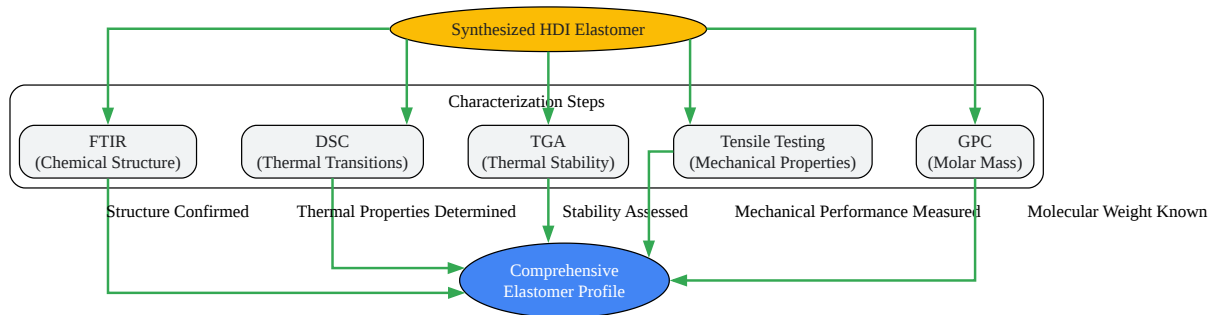 Synthesized HDI Elastomer
Characterization Steps
FTIR
(Chemical Structure)
DSC
(Thermal Transitions)
TGA
(Thermal Stability)
Tensile Testing
(Mechanical Properties)
GPC
(Molar Mass)
Structure Confirmed
Thermal Properties Determined
Stability Assessed
Mechanical Performance Measured
Molecular Weight Known
Comprehensive
Elastomer Profile